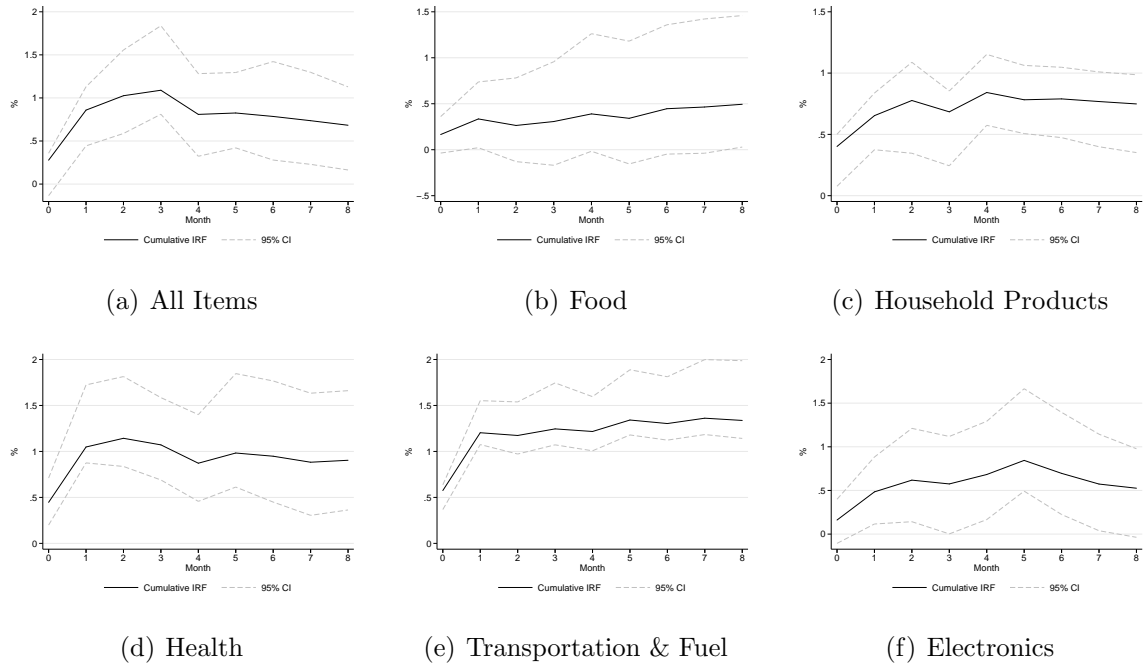 2
1.5
1
.5
0
%
0 1 2 3 4 5 6 7 8
Month
Cumulative IRF 95% CI
(a) All Items
1.5
1
.5
0
−.5
%
0 1 2 3 4 5 6 7 8
Month
Cumulative IRF 95% CI
(b) Food
1.5
1
.5
0
%
0 1 2 3 4 5 6 7 8
Month
Cumulative IRF 95% CI
(c) Household Products
2
1.5
1
.5
0
%
0 1 2 3 4 5 6 7 8
Month
Cumulative IRF 95% CI
(d) Health
2
1.5
1
.5
0
%
0 1 2 3 4 5 6 7 8
Month
Cumulative IRF 95% CI
(e) Transportation & Fuel
2
1.5
1
.5
0
%
0 1 2 3 4 5 6 7 8
Month
Cumulative IRF 95% CI
(f) Electronics